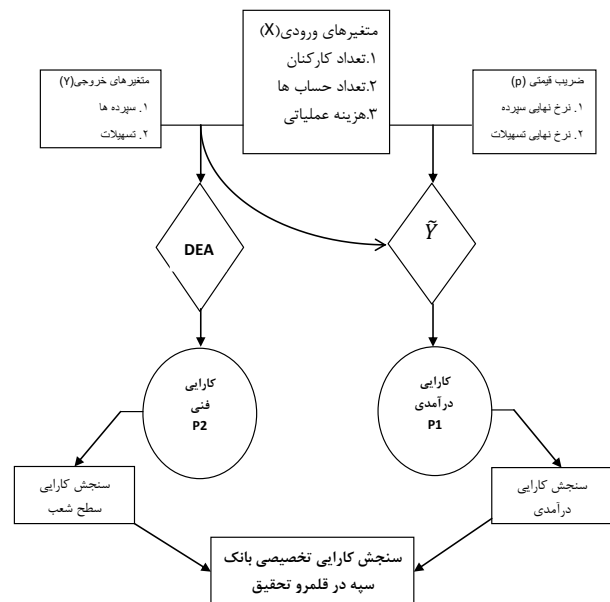 متغیرهای ورودی(X)
۱.تعداد کارکنان
۲.تعداد حساب ها
۳.هزینه عملیاتی
ضریب قیمتی (p)
۱. نرخ نهایی سپرده
۲. نرخ نهایی تسهیلات
متغیرهای خروجی(Y)
۱. سپرده ها
۲. تسهیلات
Ỹ
DEA
کارایی
درآمدی
P1
کارایی
فنی
P2
سنجش کارایی
درآمدی
سنجش کارایی
سطح شعب
سنجش کارایی تخصیصی بانک
سپه در قلمرو تحقیق